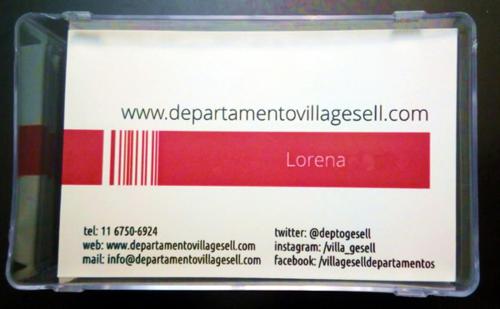 www.departamentovillagesell.com
Lorena
tel: 11 6750-6924
web: www.departamentovillagesell.com
mail: info@departamentovillagesell.com
twitter: @deptogesell
instagram: /villa_gesell
facebook: /villageselldepartamentos